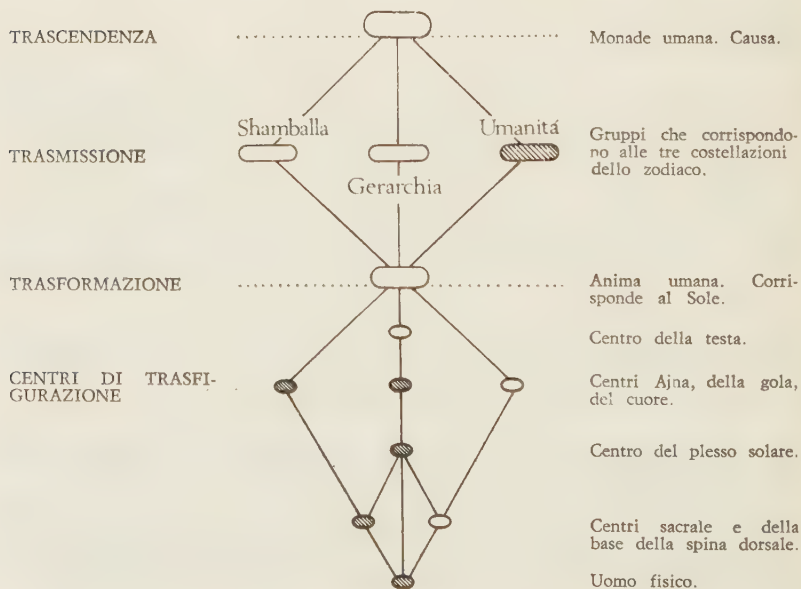 TRASCENDENZA
Monade umana. Causa.
Shamballa
Umanitá
TRASMISSIONE
Gerarchia
Gruppi che corrispondo-
no alle tre costellazioni
dello zodiaco.
TRASFORMAZIONE
Anima umana. Corri-
sponde al Sole.
Centro della testa.
CENTRI DI TRASFI-
GURAZIONE
Centri Ajna, della gola,
del cuore.
Centro del plesso solare.
Centri sacrale e della
base della spina dorsale.
Uomo fisico.